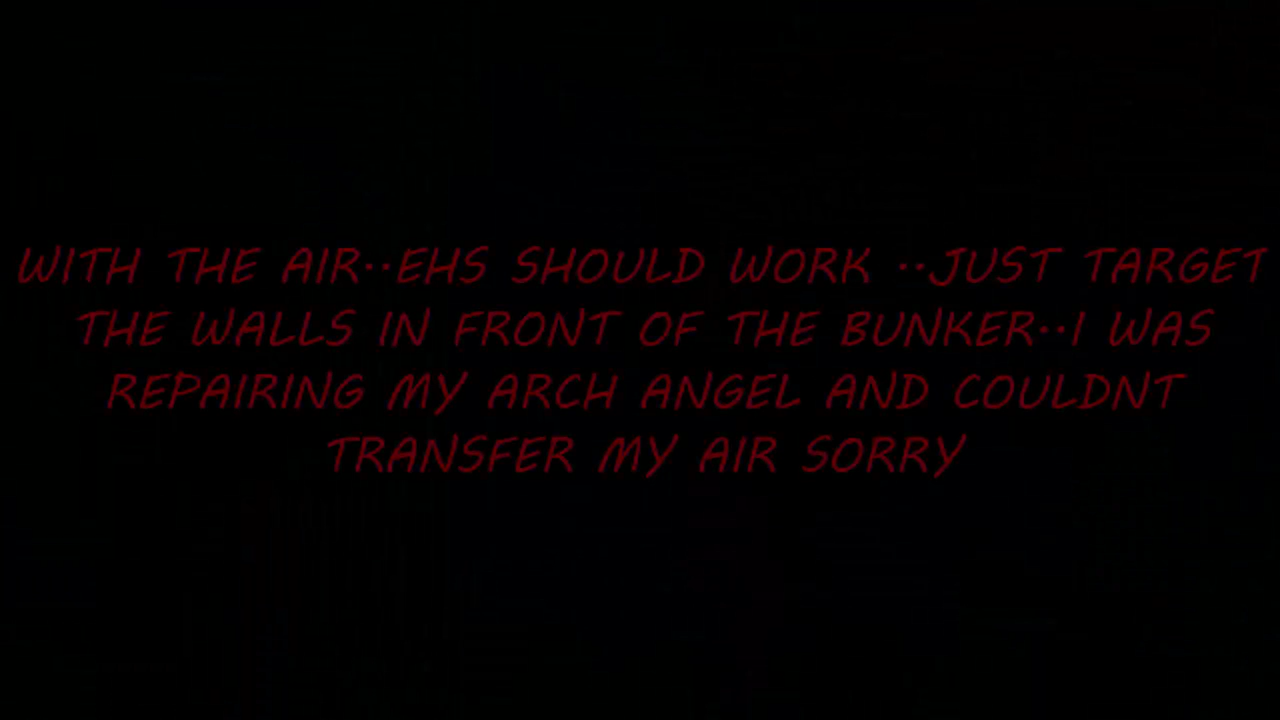 WITH THE AIR..EHS SHOULD WORK ..JUST TARGET
THE WALLS IN FRONT OF THE BUNKER..I WAS
REPAIRING MY ARCH ANGEL AND COULDNT
TRANSFER MY AIR SORRY